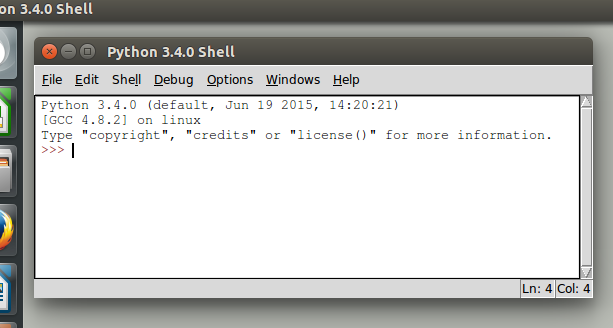 on 3.4.0 Shell
Python 3.4.0 Shell
File Edit Shell Debug Options Windows Help
Python 3.4.0 (default, Jun 19 2015, 14:20:21)
[GCC 4.8.2] on linux
Type "copyright", "credits" or "license()" for more information.
>>>
Ln: 4 Col: 4